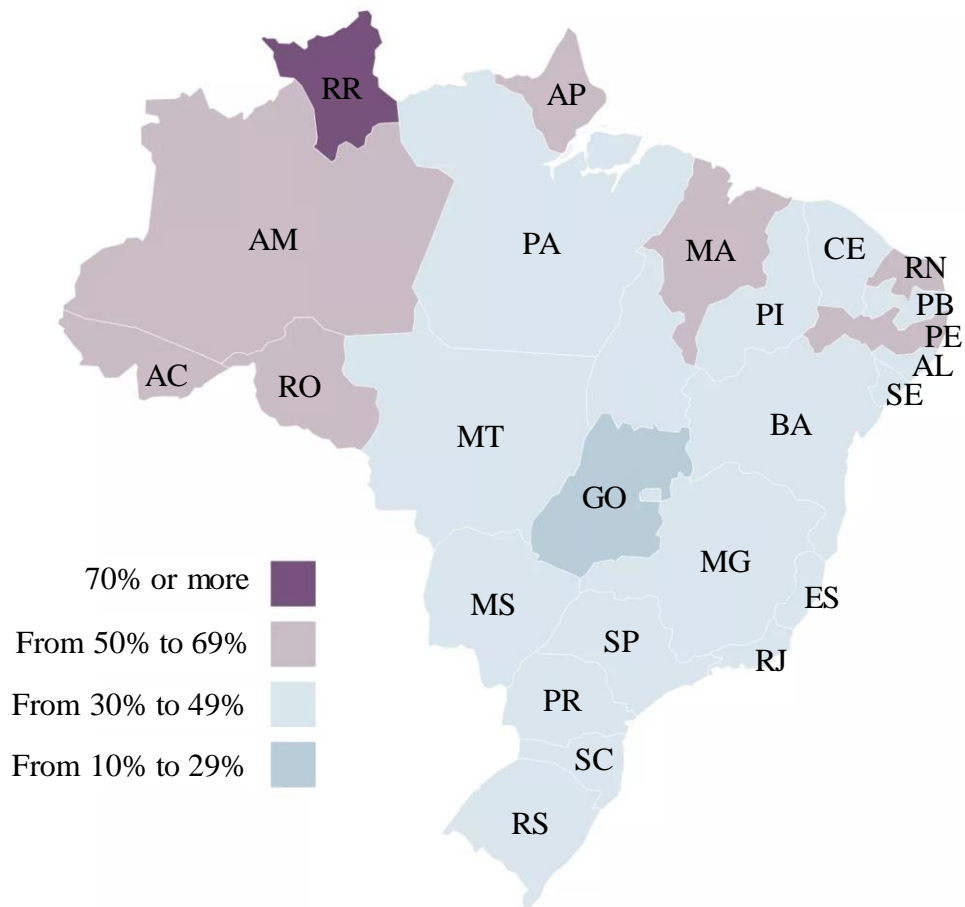 RR
AP
AM
PA
MA
CE
RN
PB
PI
PE
AL
AC
RO
SE
BA
MT
GO
MG
70% or more
MS
ES
From 50% to 69%
SP
RJ
From 30% to 49%
PR
SC
From 10% to 29%
RS